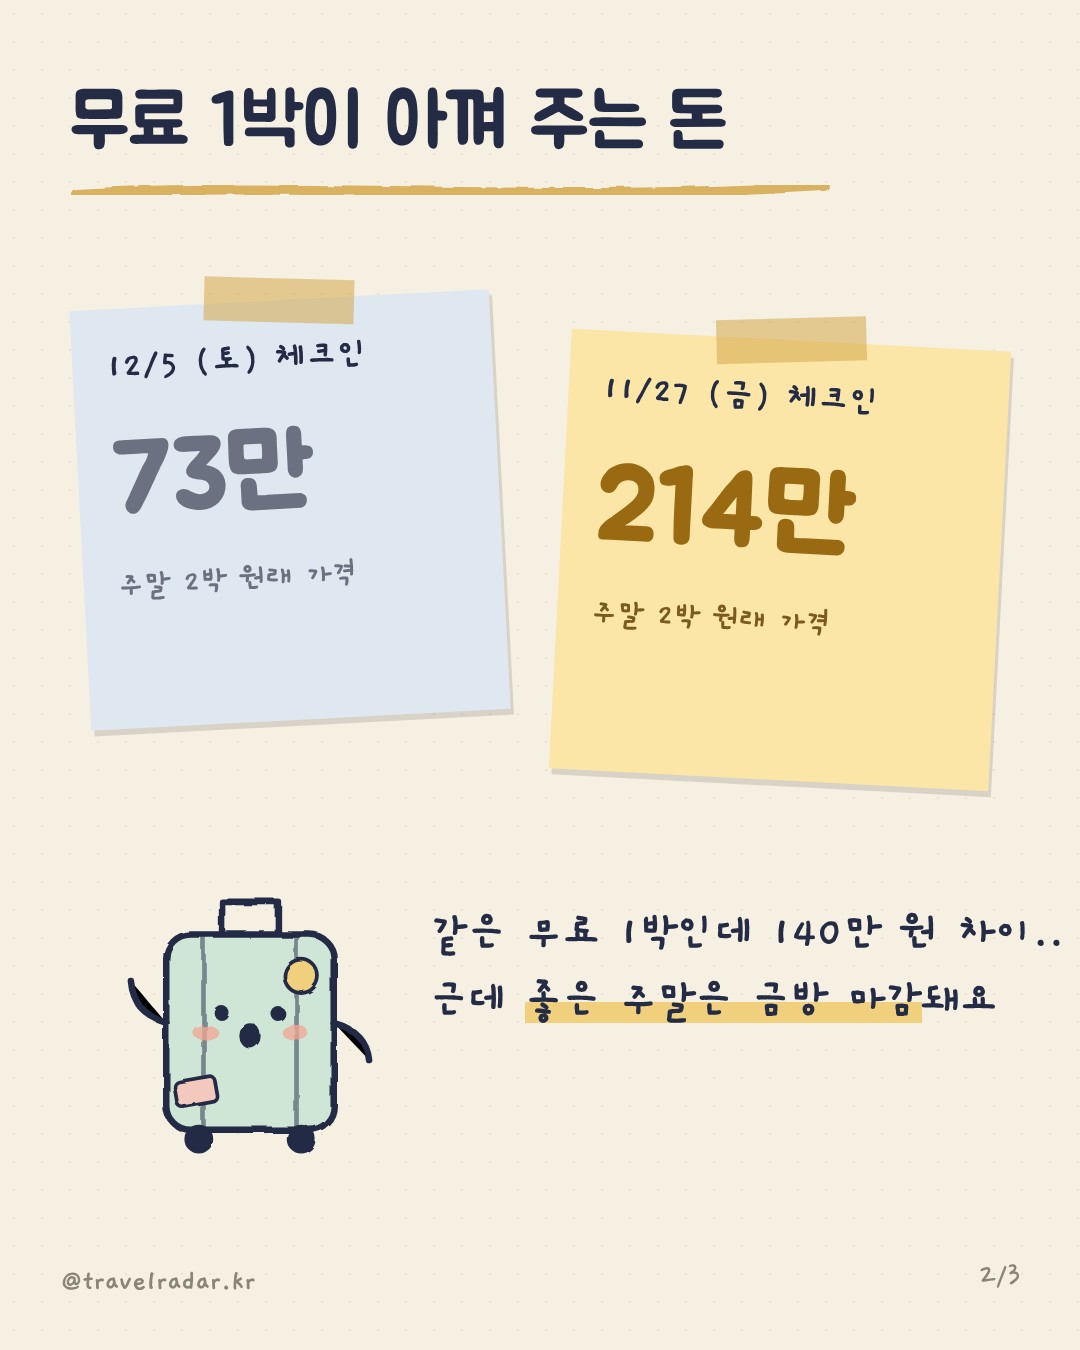 무료 1박이 아껴 주는 돈
12/5 (토) 체크인
73만
주말 2박 원래 가격
11/27 (금) 체크인
214만
주말 2박 원래 가격
같은 무료 1박인데 140만 원 차이..
근데 좋은 주말은 금방 마감돼요
@travelradar.kr
2/3